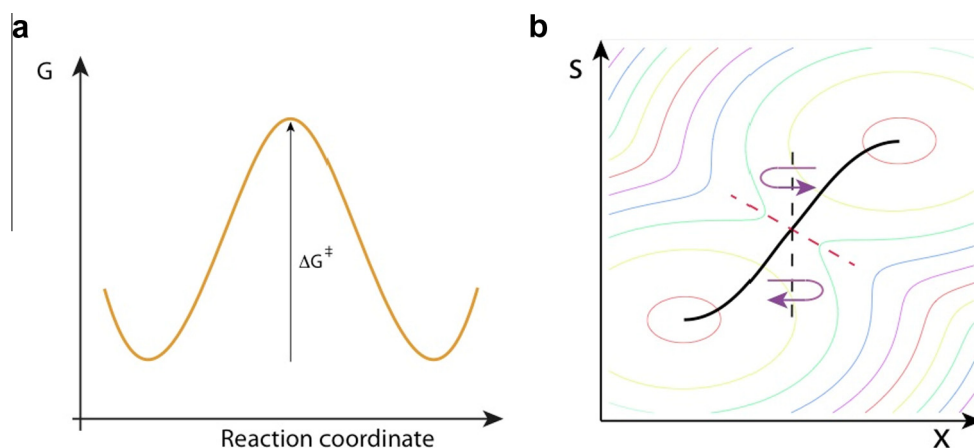 a
G
ΔG‡
Reaction coordinate
b
S
X